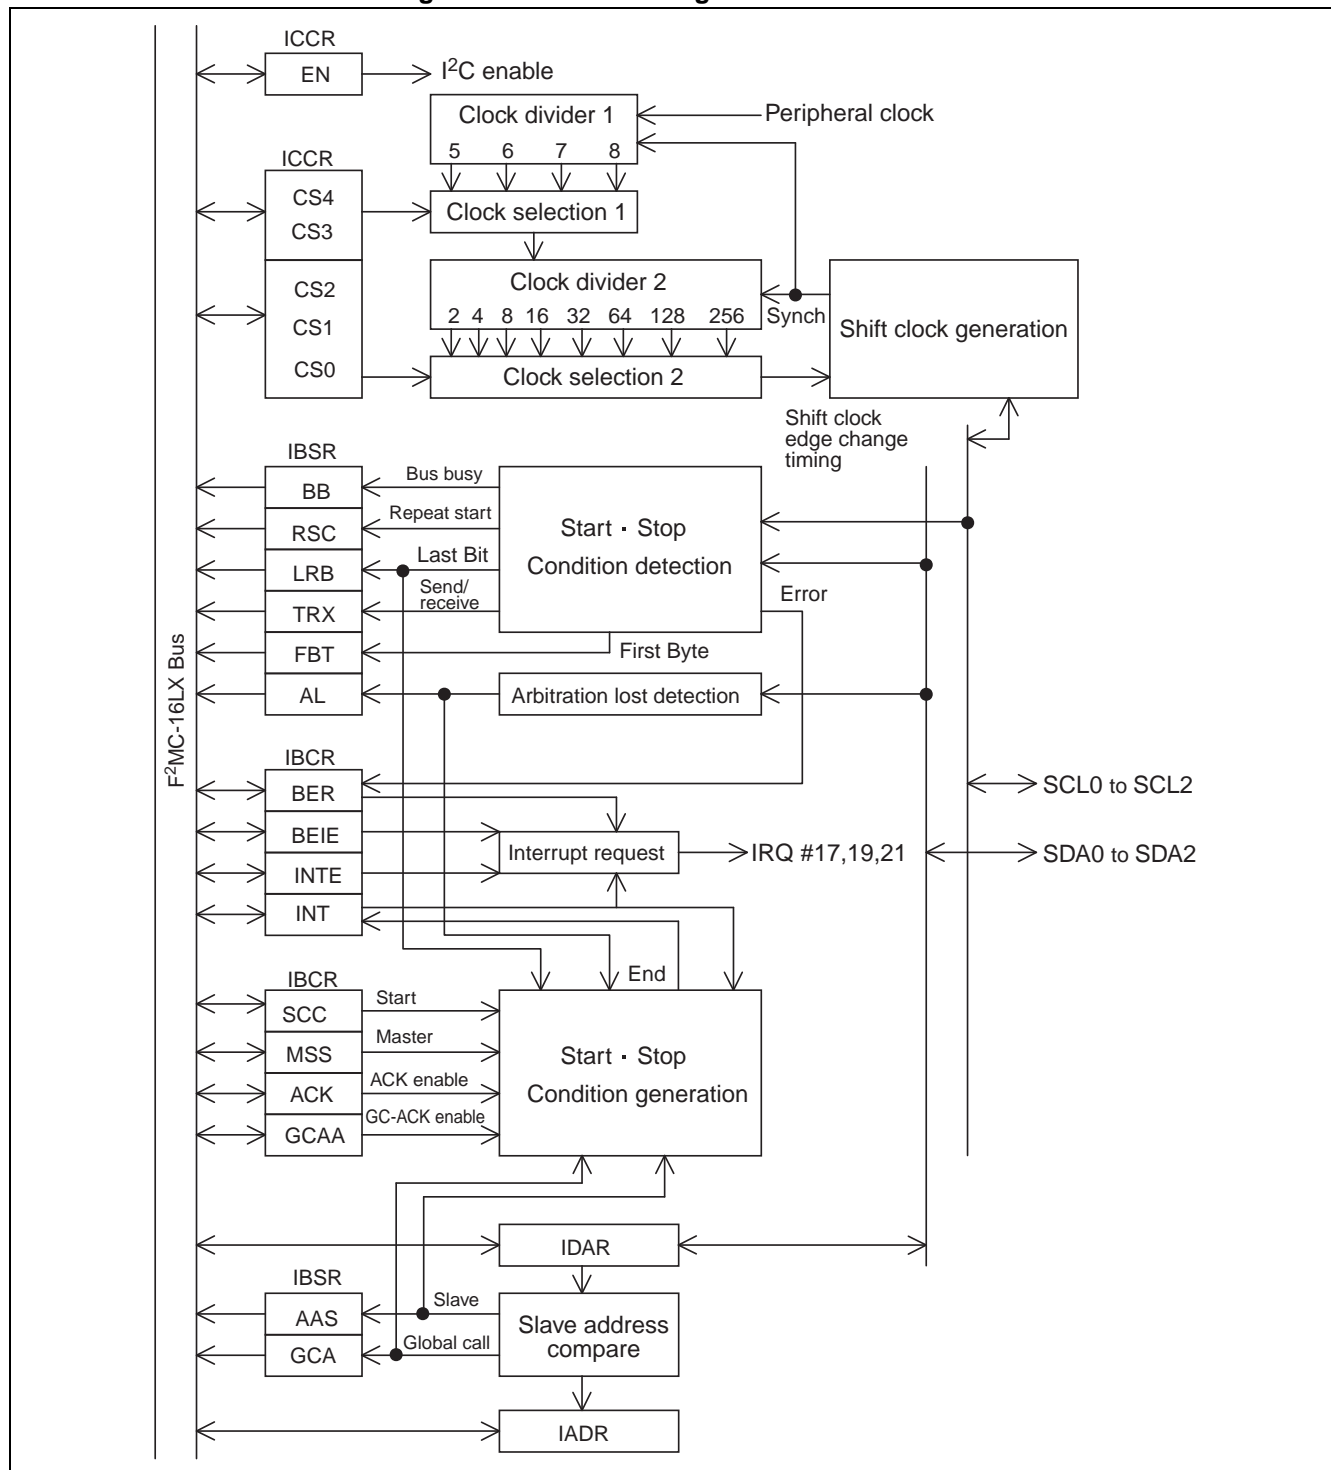 ICCR
EN
I²C enable
Clock divider 1
Peripheral clock
5 6 7 8
ICCR
CS4
CS3
Clock selection 1
CS2
CS1
CS0
Clock divider 2
2 4 8 16 32 64 128 256
Synch
Shift clock generation
Clock selection 2
Shift clock
edge change
timing
IBSR
BB
Bus busy
RSC
Repeat start
LRB
Last Bit
TRX
Send/
receive
FBT
First Byte
AL
Start · Stop
Condition detection
Error
Arbitration lost detection
F²MC-16LX Bus
IBCR
BER
BEIE
INTE
INT
Interrupt request
IRQ #17,19,21
SCL0 to SCL2
SDA0 to SDA2
End
IBCR
SCC
Start
MSS
Master
ACK
ACK enable
GCAA
GC-ACK enable
Start · Stop
Condition generation
IDAR
IBSR
AAS
Slave
GCA
Global call
Slave address
compare
IADR